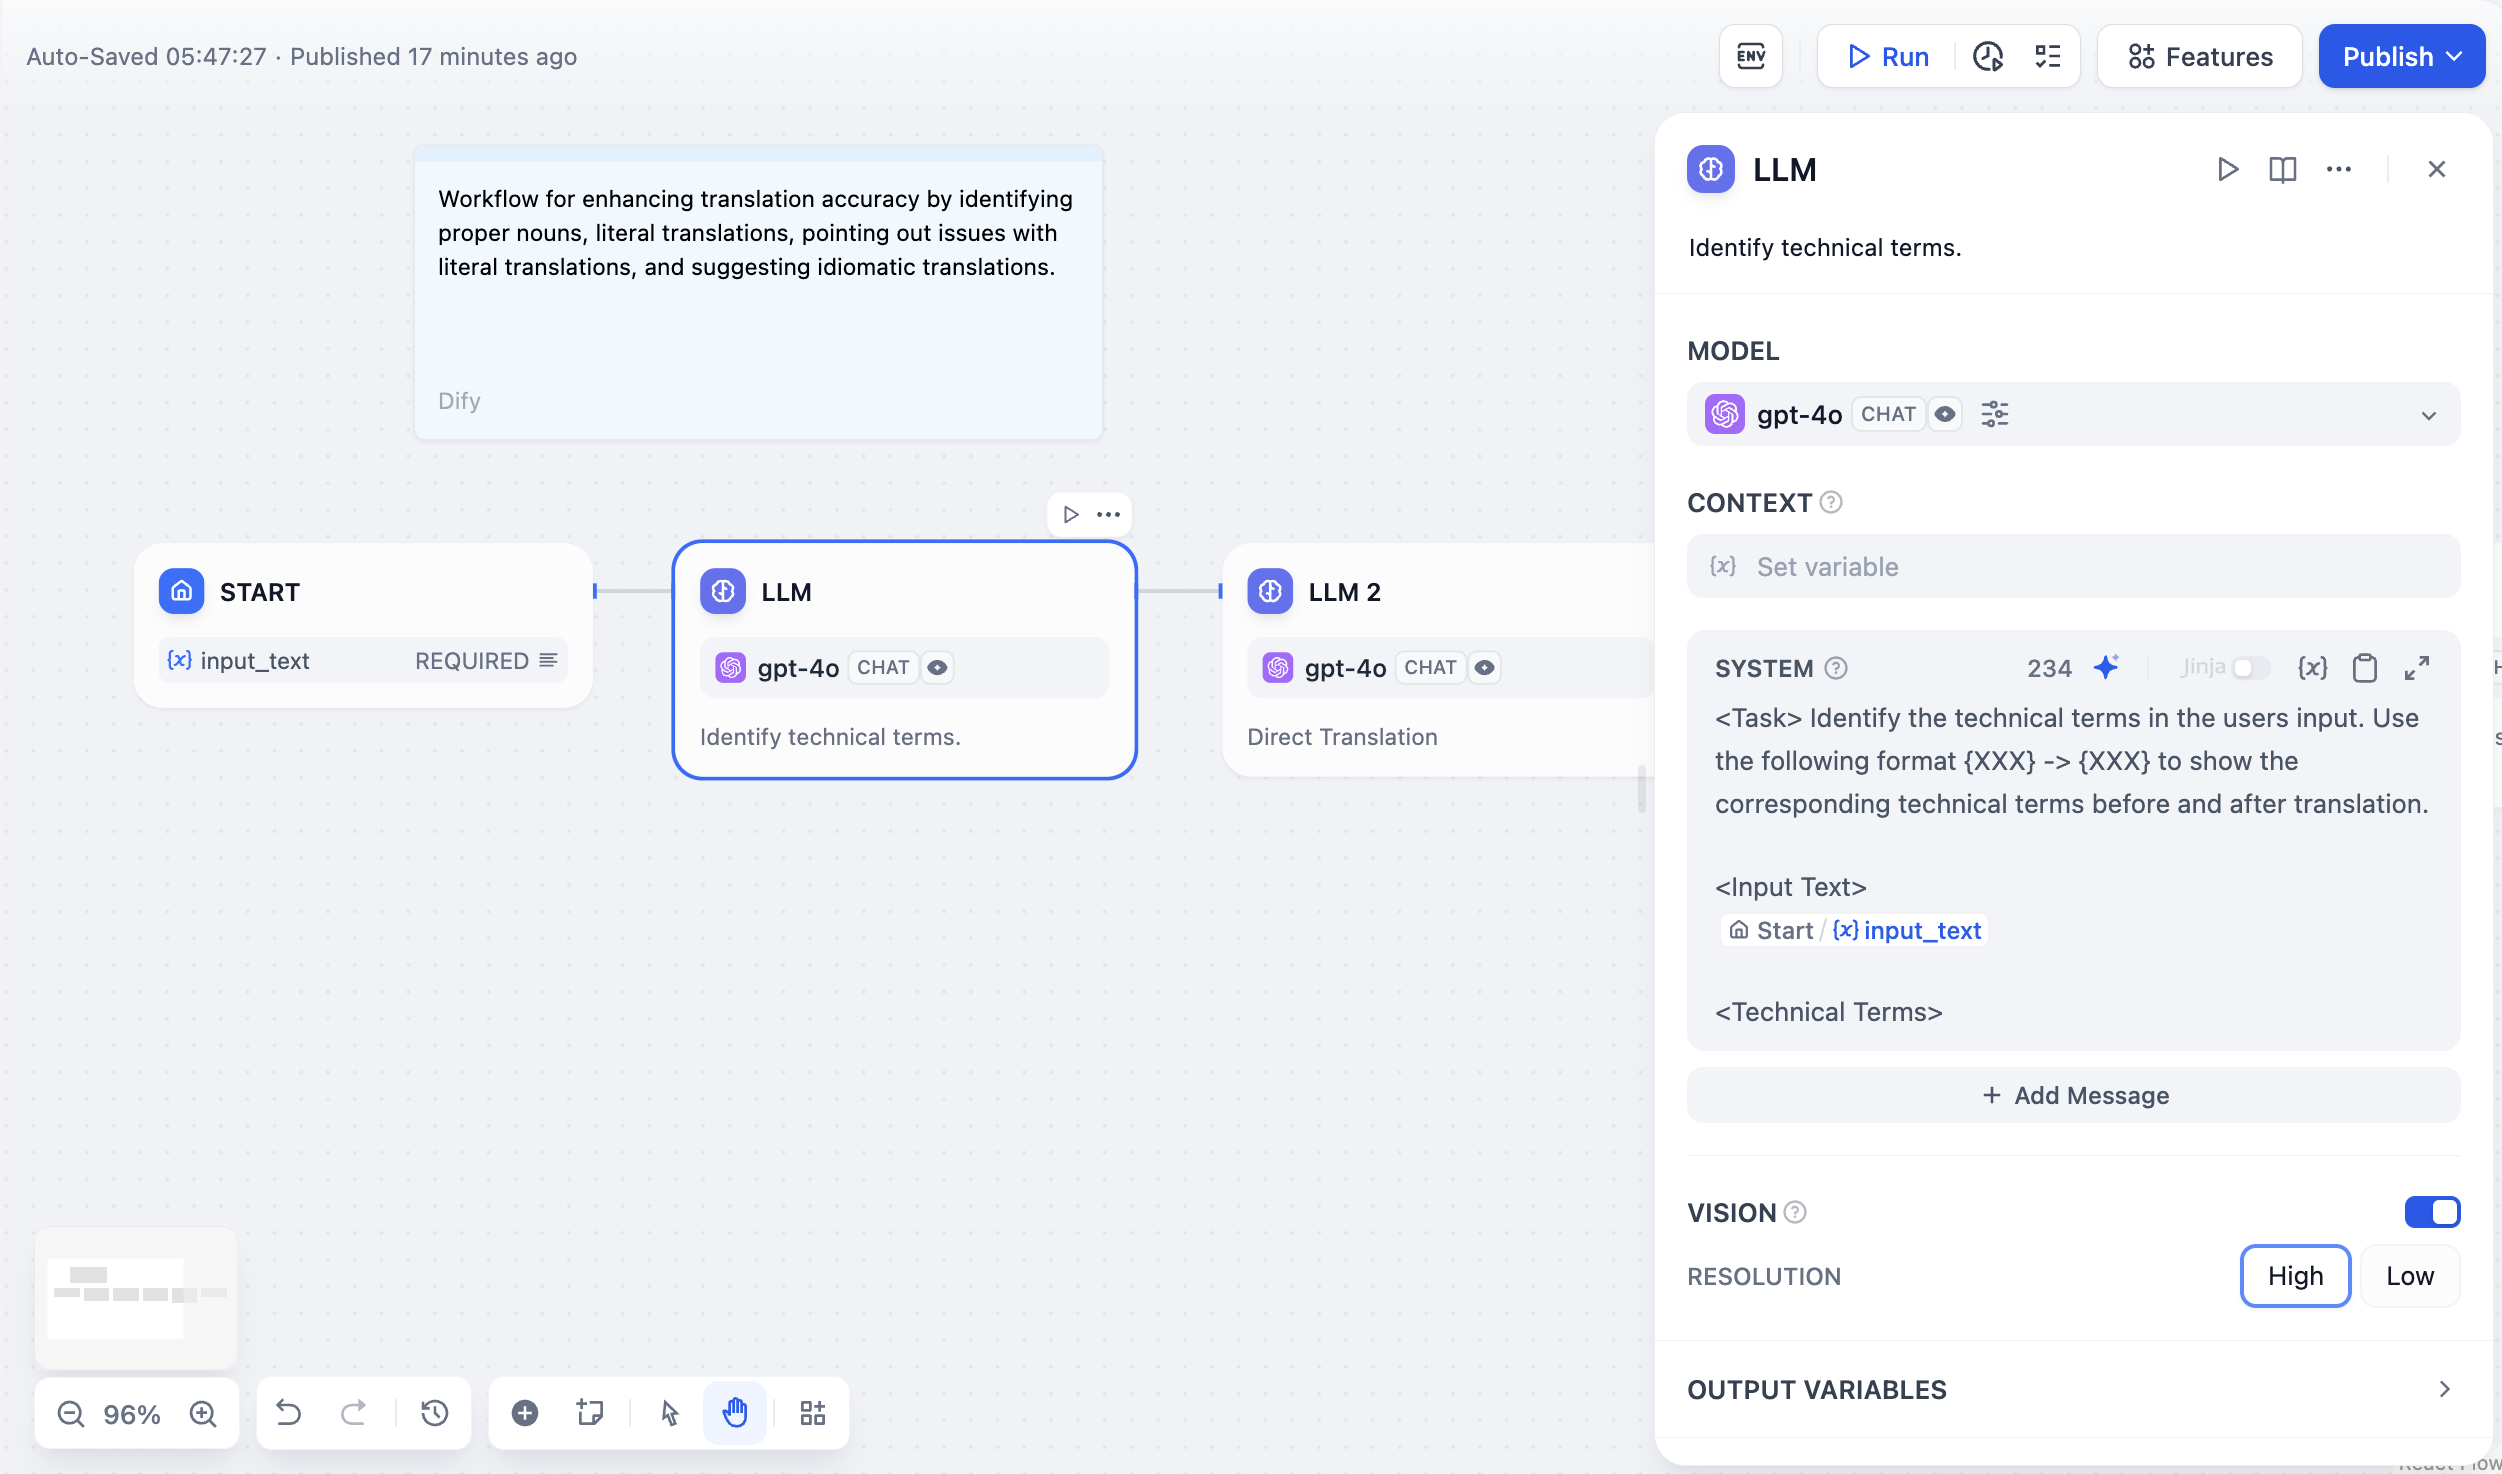 Auto-Saved 05:47:27 · Published 17 minutes ago
ENV
Run
Features
Publish
Workflow for enhancing translation accuracy by identifying
proper nouns, literal translations, pointing out issues with
literal translations, and suggesting idiomatic translations.
Dify
START
{x} input_text REQUIRED
LLM
gpt-4o CHAT
Identify technical terms.
LLM 2
gpt-4o CHAT
Direct Translation
LLM
Identify technical terms.
MODEL
gpt-4o CHAT
CONTEXT ?
{x} Set variable
SYSTEM ? 234 Jinja {x}
<Task> Identify the technical terms in the users input. Use
the following format {XXX} -> {XXX} to show the
corresponding technical terms before and after translation.
<Input Text>
Start / {x} input_text
<Technical Terms>
+ Add Message
VISION ?
RESOLUTION High Low
OUTPUT VARIABLES
96%